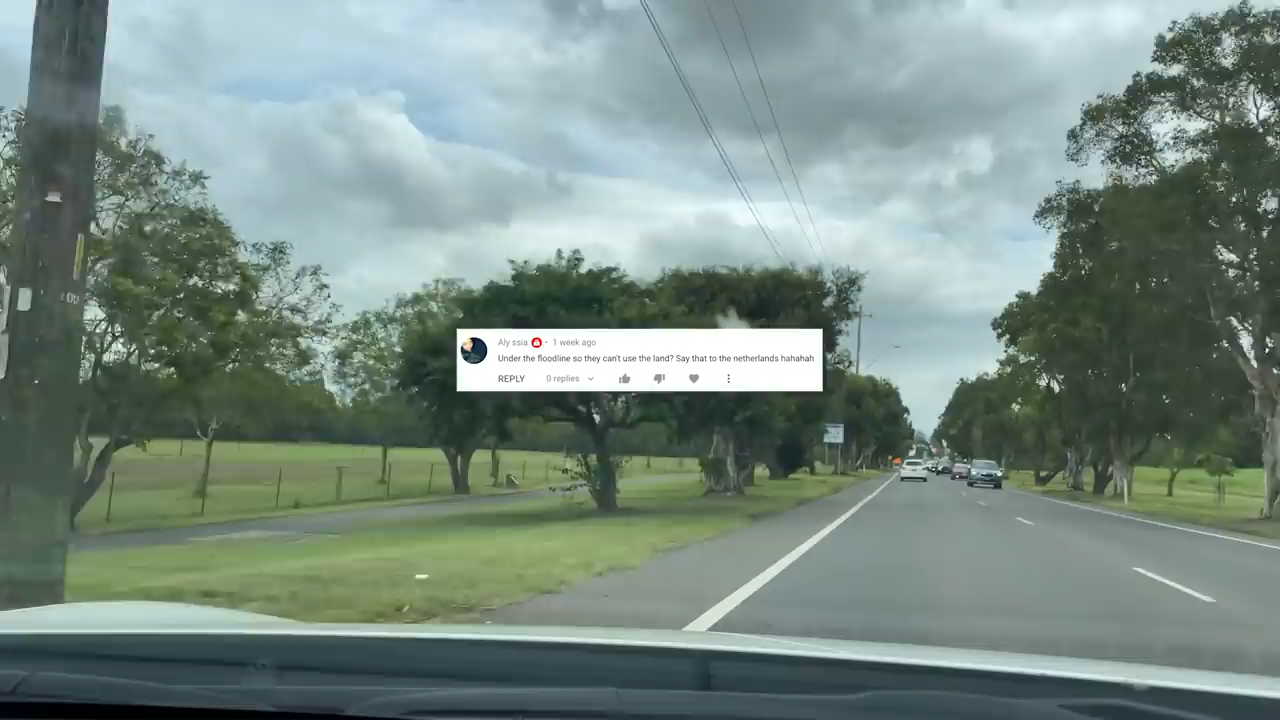 Aly ssia • 1 week ago
Under the floodline so they can't use the land? Say that to the netherlands hahahah
REPLY 0 replies